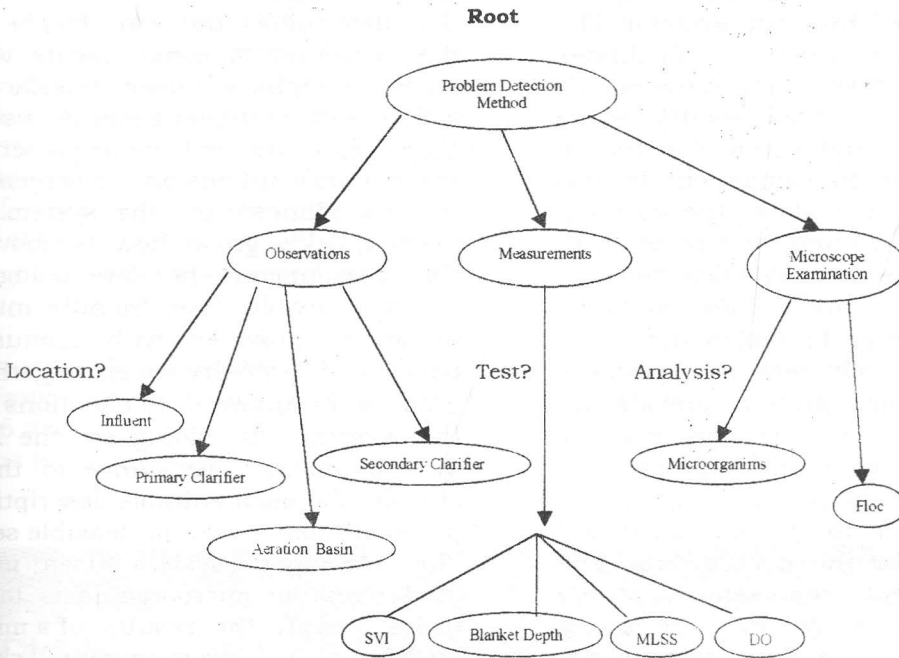 Root
Problem Detection
Method
Observations
Measurements
Microscope
Examination
Location?
Test?
Analysis?
Influent
Primary Clarifier
Secondary Clarifier
Microorganims
Floc
Aeration Basin
SVI
Blanket Depth
MLSS
DO